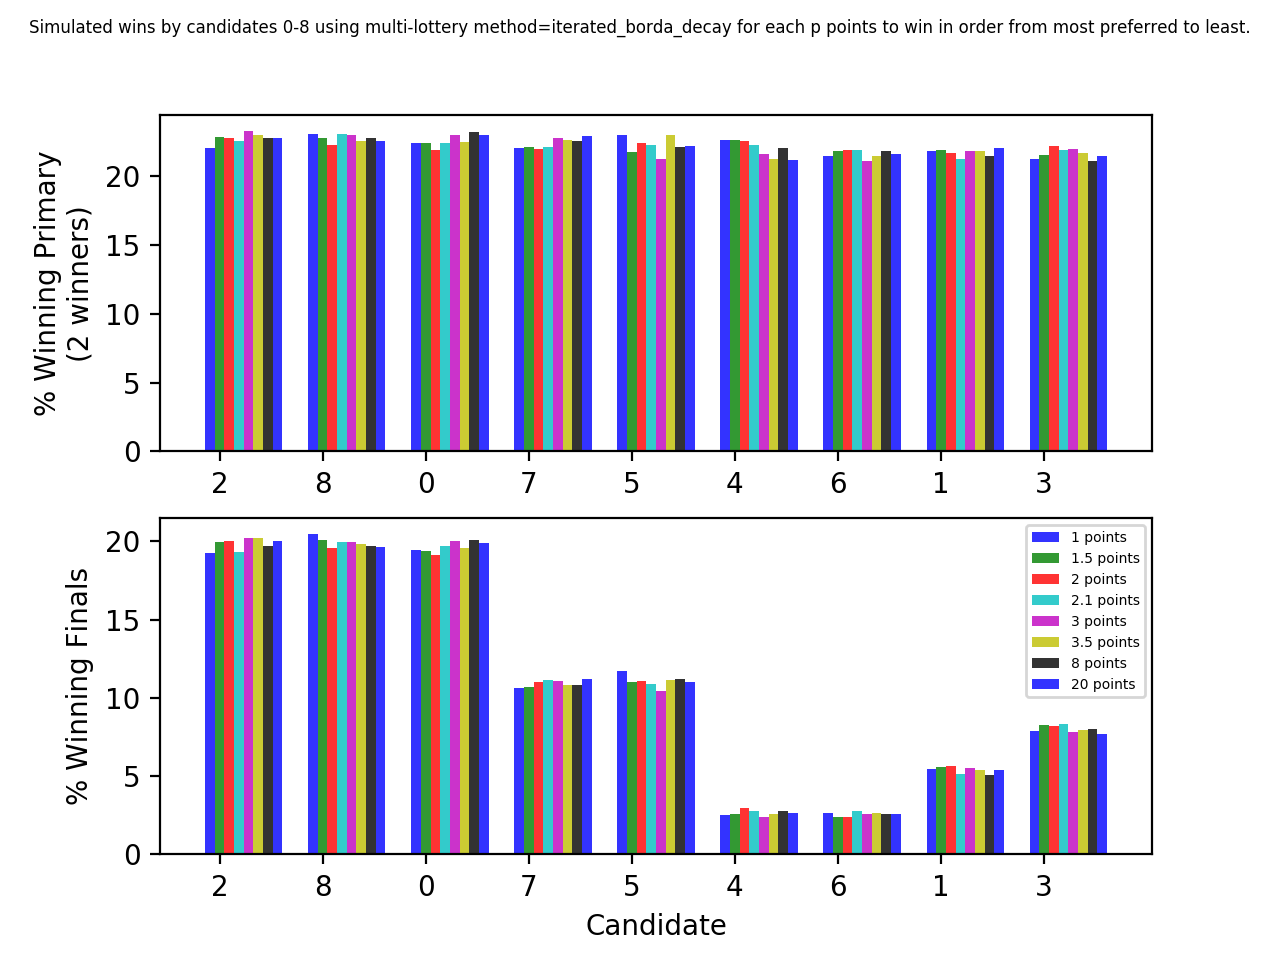 Simulated wins by candidates 0-8 using multi-lottery method=iterated_borda_decay for each p points to win in order from most preferred to least.
% Winning Primary
(2 winners)
20
15
10
5
0
2 8 0 7 5 4 6 1 3
% Winning Finals
20
15
10
5
0
1 points
1.5 points
2 points
2.1 points
3 points
3.5 points
8 points
20 points
2 8 0 7 5 4 6 1 3
Candidate